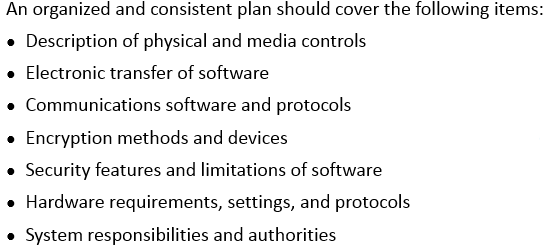 An organized and consistent plan should cover the following items:
• Description of physical and media controls
• Electronic transfer of software
• Communications software and protocols
• Encryption methods and devices
• Security features and limitations of software
• Hardware requirements, settings, and protocols
• System responsibilities and authorities